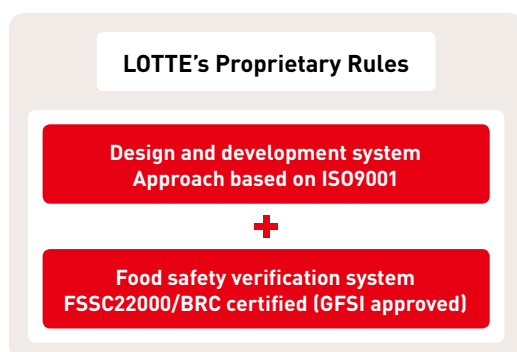 LOTTE's Proprietary Rules
Design and development system
Approach based on ISO9001
+
Food safety verification system
FSSC22000/BRC certified (GFSI approved)